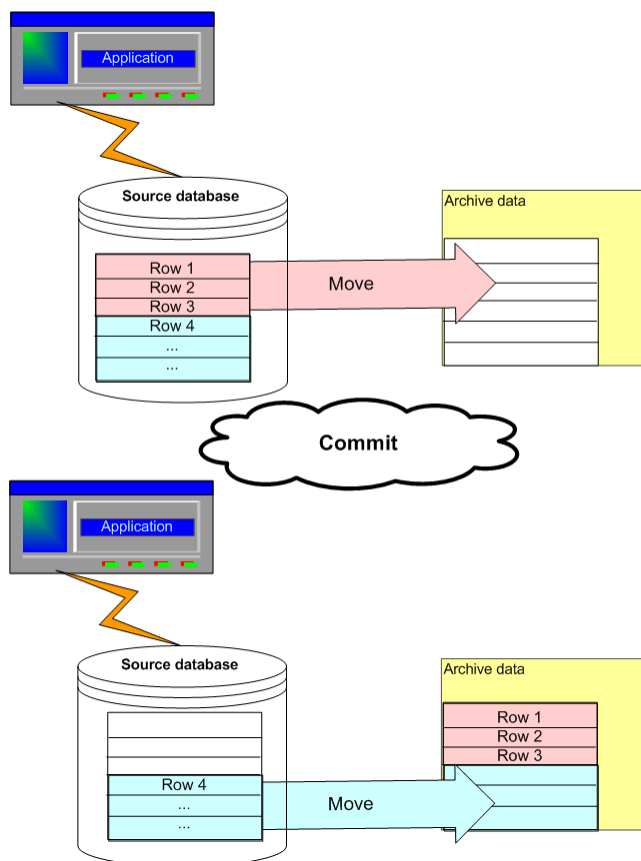 Application
Source database
Archive data
Row 1
Row 2
Move
Row 3
Row 4
...
...
Commit
Application
Source database
Archive data
Row 1
Row 2
Row 3
Row 4
...
Move
...